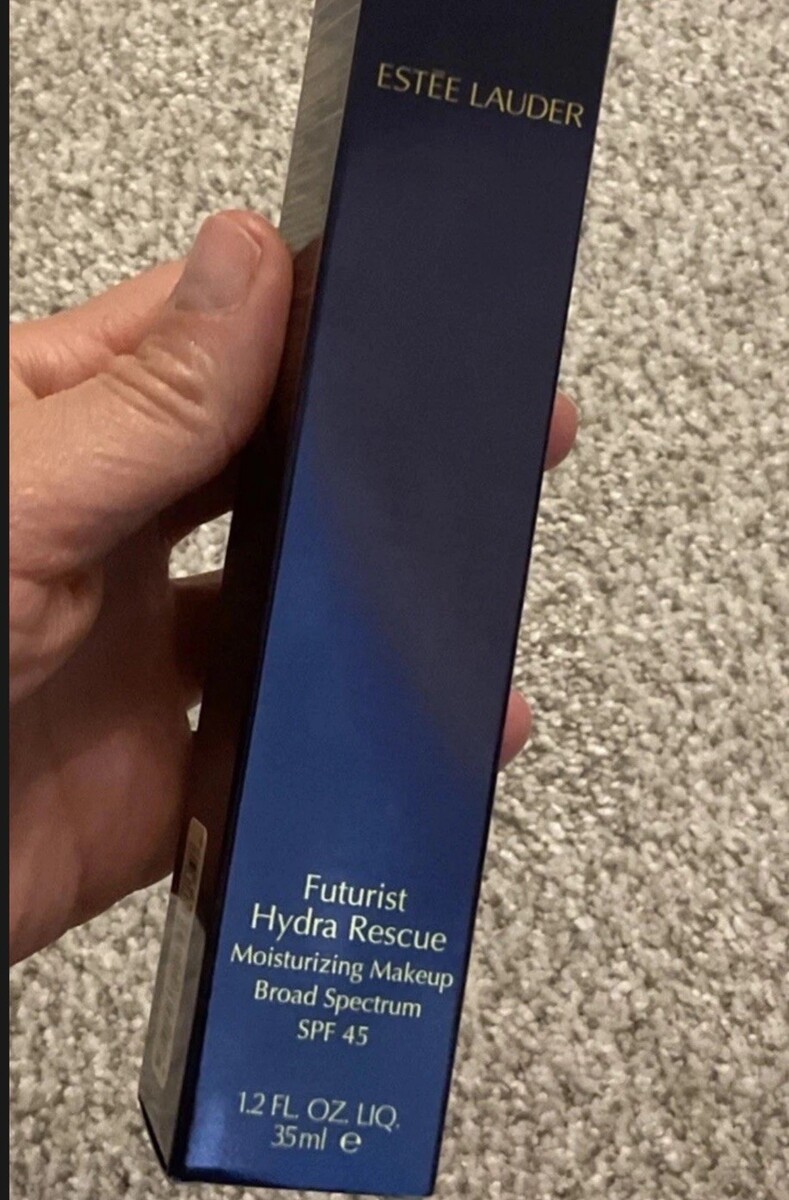 ESTĒE LAUDER
Futurist
Hydra Rescue
Moisturizing Makeup
Broad Spectrum
SPF 45
1.2 FL. OZ. LIQ.
35ml ℮